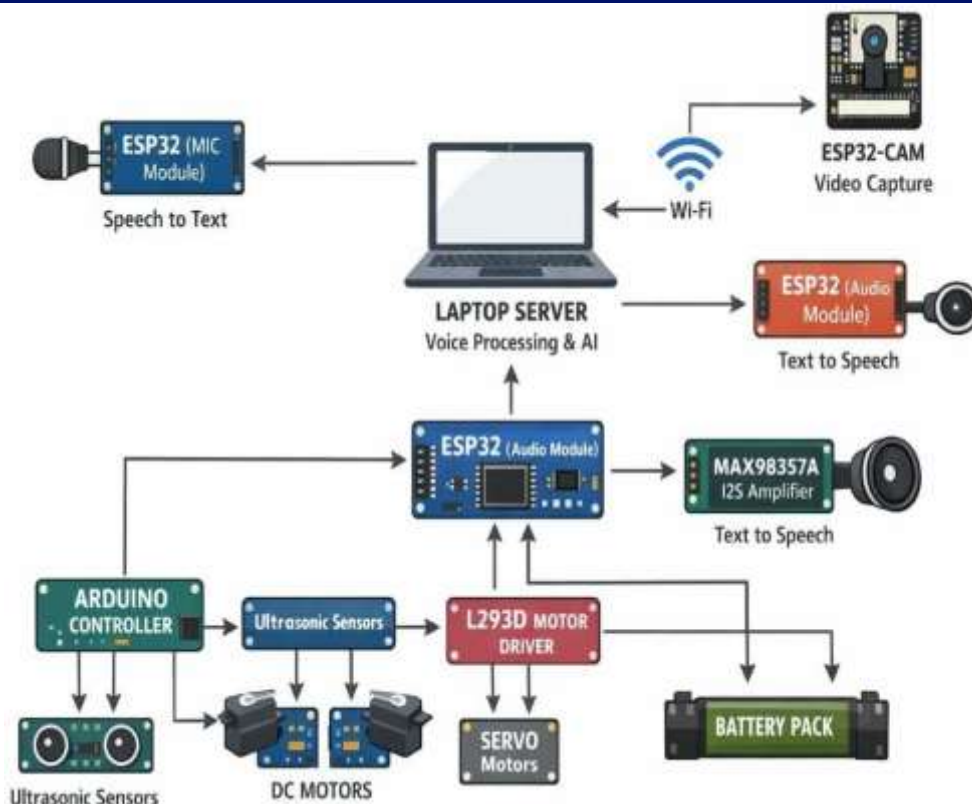 ESP32 (MIC
Module)
Speech to Text
ESP32-CAM
Video Capture
Wi-Fi
LAPTOP SERVER
Voice Processing & AI
ESP32 (Audio
Module)
Text to Speech
ESP32 (Audio Module)
MAX98357A
I2S Amplifier
Text to Speech
ARDUINO
CONTROLLER
Ultrasonic Sensors
L293D MOTOR
DRIVER
Ultrasonic Sensors
DC MOTORS
SERVO
Motors
BATTERY PACK